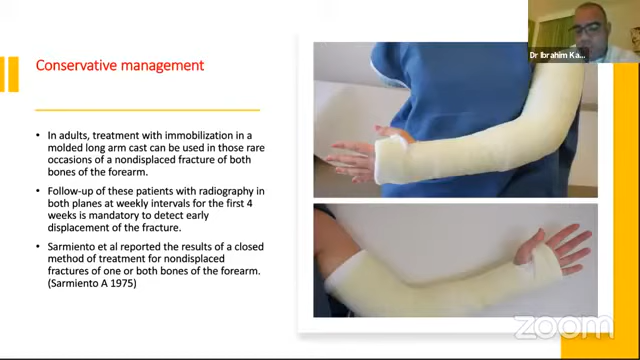 Dr Ibrahim Ka...
Conservative management
• In adults, treatment with immobilization in a
molded long arm cast can be used in those rare
occasions of a nondisplaced fracture of both
bones of the forearm.
• Follow-up of these patients with radiography in
both planes at weekly intervals for the first 4
weeks is mandatory to detect early
displacement of the fracture.
• Sarmiento et al reported the results of a closed
method of treatment for nondisplaced
fractures of one or both bones of the forearm.
(Sarmiento A 1975)
zoom